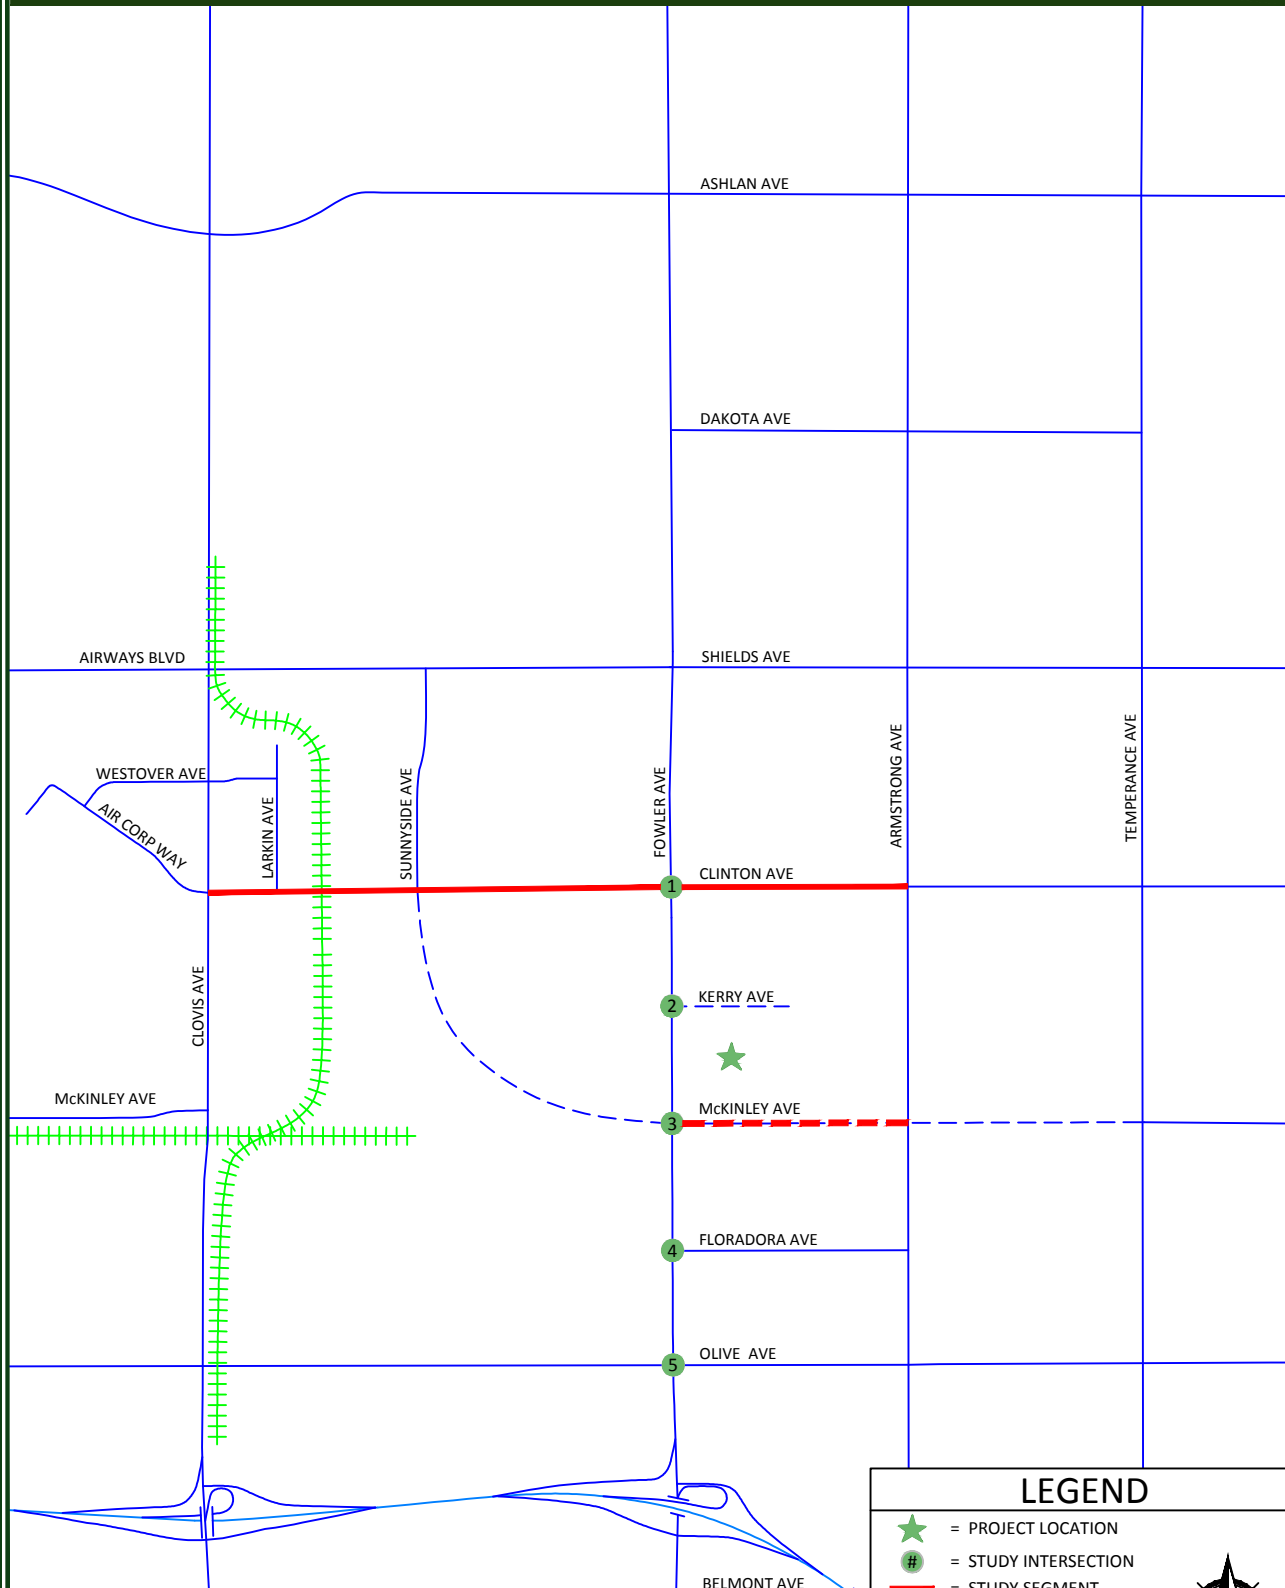 ASHLAN AVE
DAKOTA AVE
AIRWAYS BLVD
SHIELDS AVE
WESTOVER AVE
AIR CORP WAY
LARKIN AVE
SUNNYSIDE AVE
FOWLER AVE
ARMSTRONG AVE
TEMPERANCE AVE
CLINTON AVE
1
CLOVIS AVE
KERRY AVE
2
McKINLEY AVE
McKINLEY AVE
3
FLORADORA AVE
4
OLIVE AVE
5
LEGEND
= PROJECT LOCATION
# = STUDY INTERSECTION
= STUDY SEGMENT
BELMONT AVE